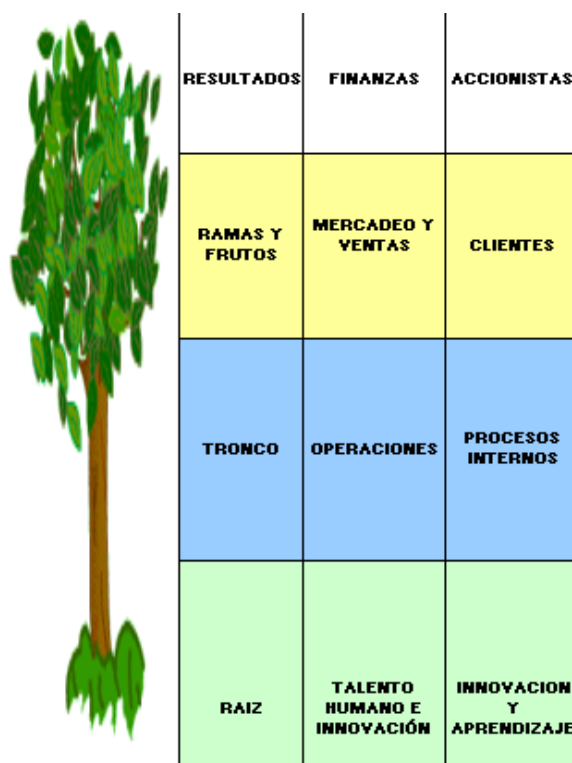 RESULTADOS
FINANZAS
ACCIONISTAS
RAMAS Y
FRUTOS
MERCADEO Y
VENTAS
CLIENTES
TRONCO
OPERACIONES
PROCESOS
INTERNOS
RAIZ
TALENTO
HUMANO E
INNOVACIÓN
INNOVACION
Y
APRENDIZAJE